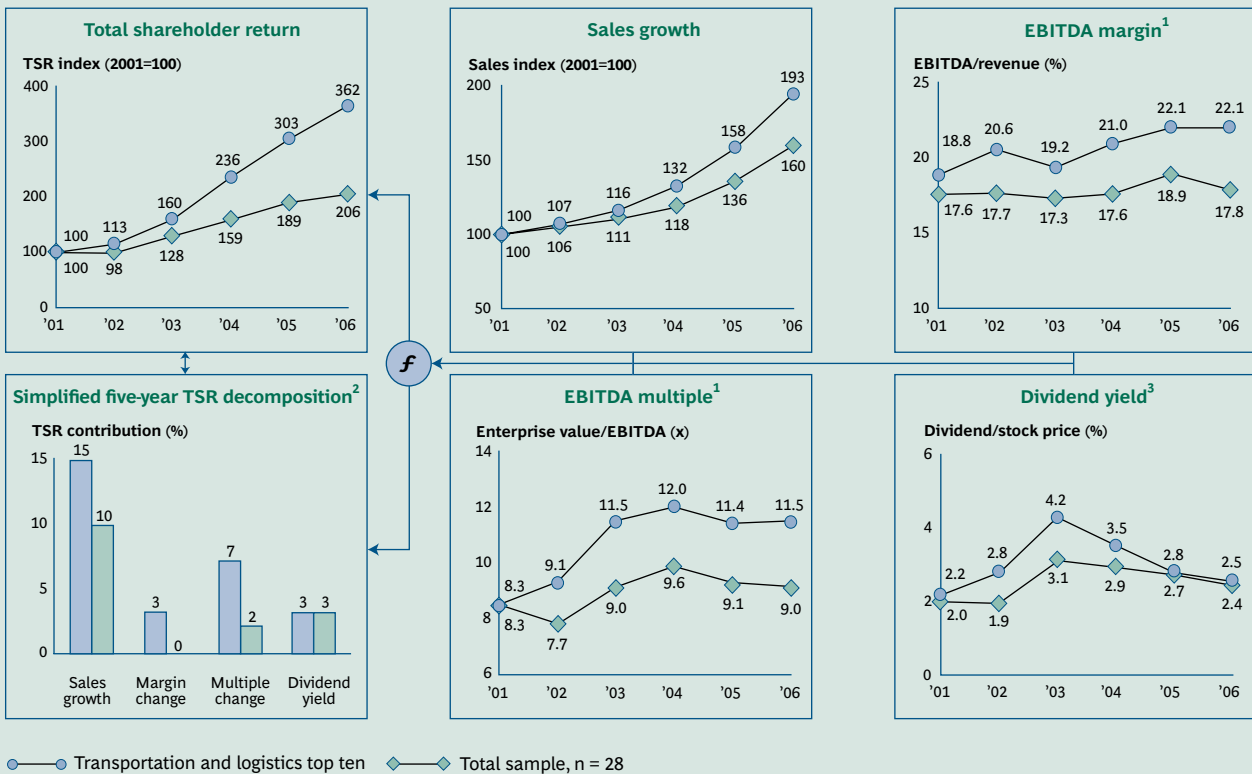 Total shareholder return
TSR index (2001=100)
400
300
200
100
0
362
303
236
160
113
100
100
98
128
159
189
206
'01 '02 '03 '04 '05 '06
Sales growth
Sales index (2001=100)
200
150
100
50
193
158
132
116
107
100
100
106
111
118
136
160
'01 '02 '03 '04 '05 '06
EBITDA margin1
EBITDA/revenue (%)
25
20
15
10
18.8 20.6 19.2 21.0 22.1 22.1
17.6 17.7 17.3 17.6 18.9 17.8
'01 '02 '03 '04 '05 '06
f
Simplified five-year TSR decomposition2
TSR contribution (%)
15
10
5
0
15
10
3
0
7
2
3 3
Sales growth
Margin change
Multiple change
Dividend yield
EBITDA multiple1
Enterprise value/EBITDA (x)
14
12
10
8
6
8.3 9.1 11.5 12.0 11.4 11.5
8.3 7.7 9.0 9.6 9.1 9.0
'01 '02 '03 '04 '05 '06
Dividend yield3
Dividend/stock price (%)
6
4
2
0
2.2 2.8 4.2 3.5 2.8 2.5
2.0 1.9 3.1 2.9 2.7 2.4
'01 '02 '03 '04 '05 '06
Transportation and logistics top ten
Total sample, n = 28